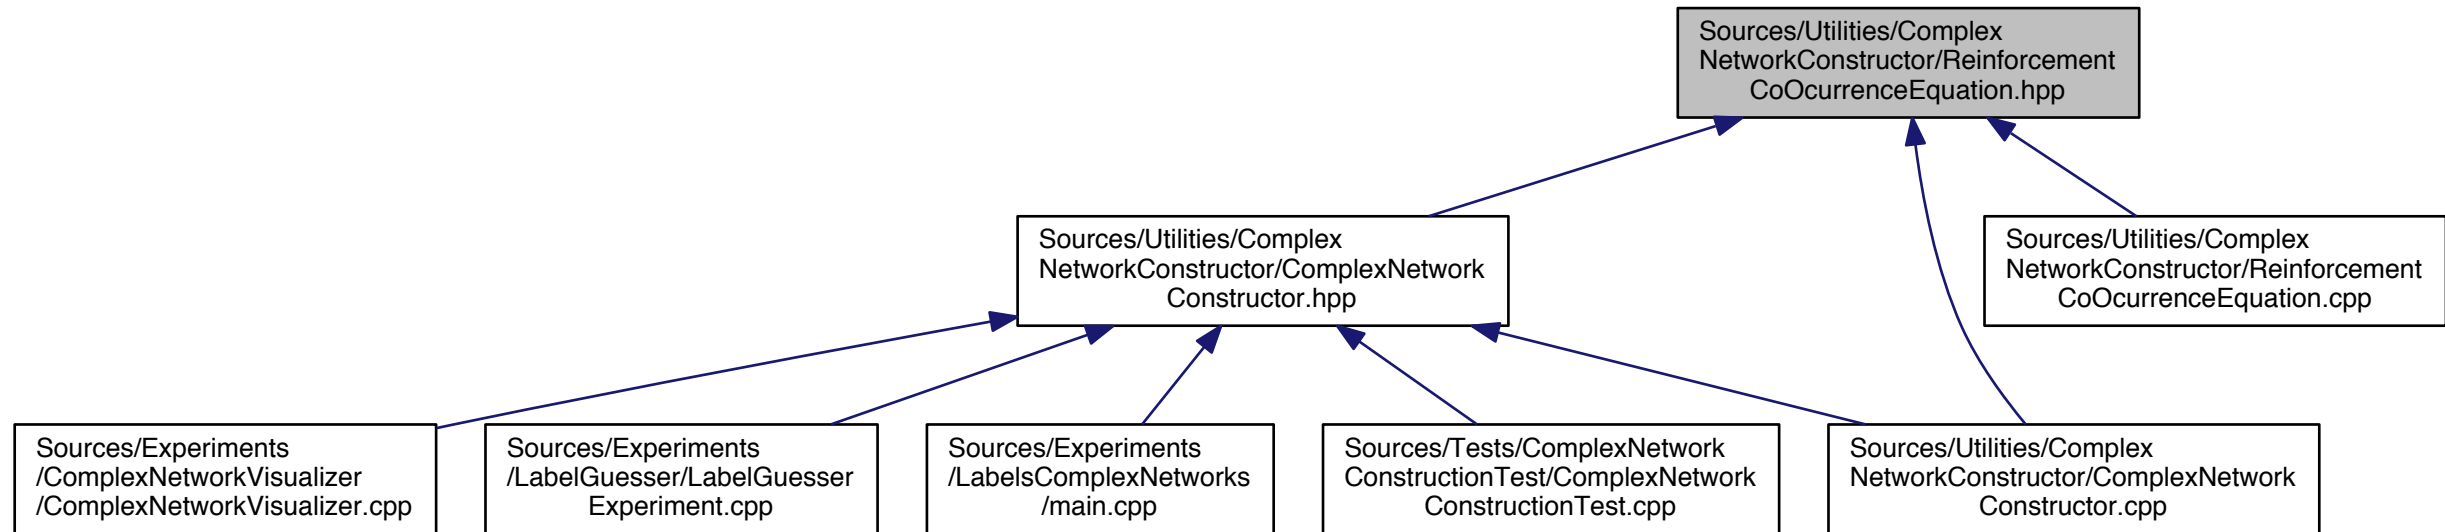 Sources/Utilities/Complex
NetworkConstructor/Reinforcement
CoOcurrenceEquation.hpp
Sources/Utilities/Complex
NetworkConstructor/ComplexNetwork
Constructor.hpp
Sources/Utilities/Complex
NetworkConstructor/Reinforcement
CoOcurrenceEquation.cpp
Sources/Experiments
/ComplexNetworkVisualizer
/ComplexNetworkVisualizer.cpp
Sources/Experiments
/LabelGuesser/LabelGuesser
Experiment.cpp
Sources/Experiments
/LabelsComplexNetworks
/main.cpp
Sources/Tests/ComplexNetwork
ConstructionTest/ComplexNetwork
ConstructionTest.cpp
Sources/Utilities/Complex
NetworkConstructor/ComplexNetwork
Constructor.cpp